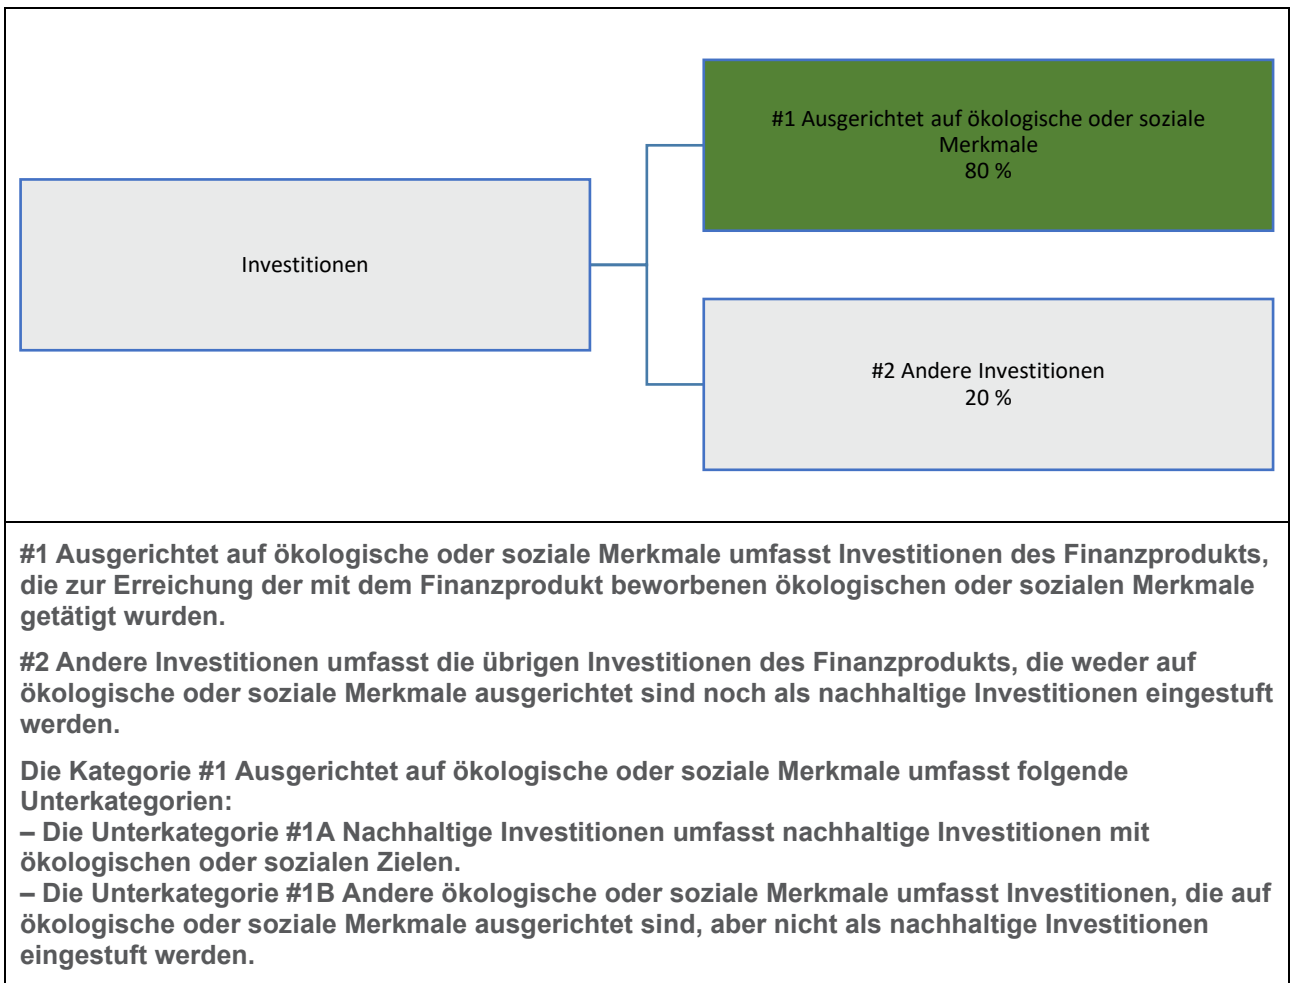 #1 Ausgerichtet auf ökologische oder soziale
Merkmale
80 %
Investitionen
#2 Andere Investitionen
20 %
#1 Ausgerichtet auf ökologische oder soziale Merkmale umfasst Investitionen des Finanzprodukts,
die zur Erreichung der mit dem Finanzprodukt beworbenen ökologischen oder sozialen Merkmale
getätigt wurden.
#2 Andere Investitionen umfasst die übrigen Investitionen des Finanzprodukts, die weder auf
ökologische oder soziale Merkmale ausgerichtet sind noch als nachhaltige Investitionen eingestuft
werden.
Die Kategorie #1 Ausgerichtet auf ökologische oder soziale Merkmale umfasst folgende
Unterkategorien:
– Die Unterkategorie #1A Nachhaltige Investitionen umfasst nachhaltige Investitionen mit
ökologischen oder sozialen Zielen.
– Die Unterkategorie #1B Andere ökologische oder soziale Merkmale umfasst Investitionen, die auf
ökologische oder soziale Merkmale ausgerichtet sind, aber nicht als nachhaltige Investitionen
eingestuft werden.